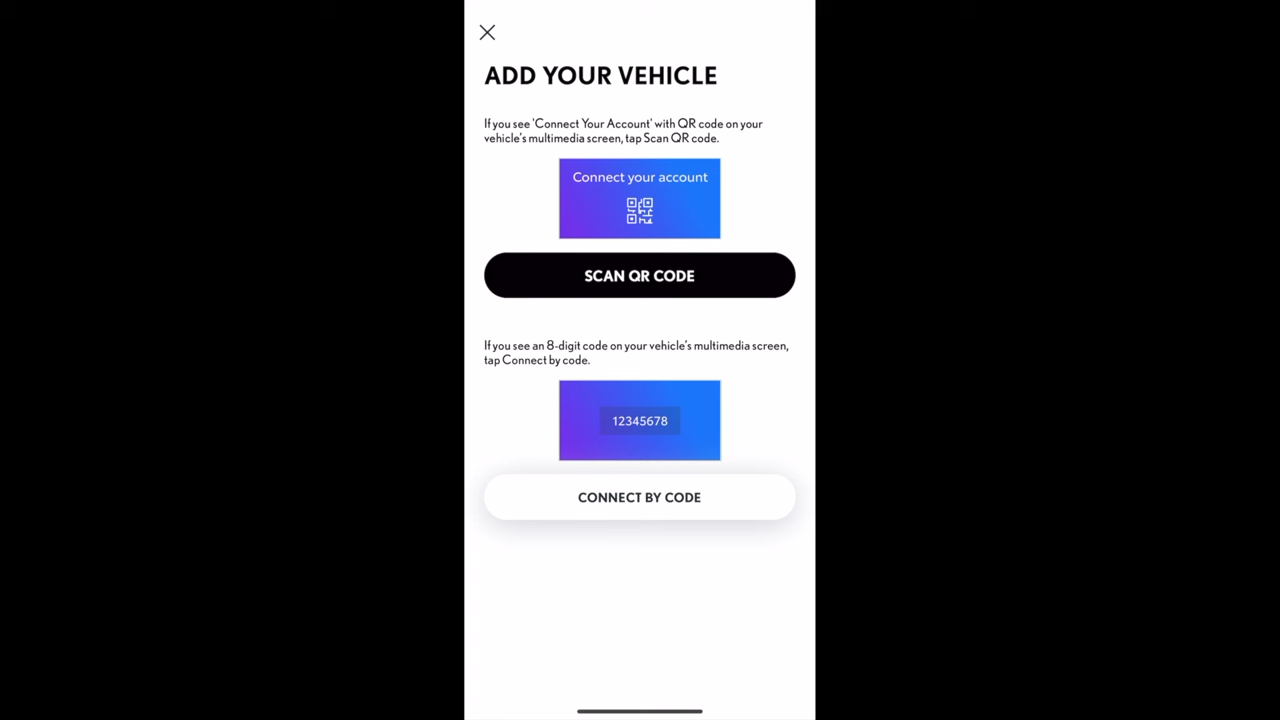 ADD YOUR VEHICLE
If you see 'Connect Your Account' with QR code on your
vehicle's multimedia screen, tap Scan QR code.
Connect your account
SCAN QR CODE
If you see an 8-digit code on your vehicle's multimedia screen,
tap Connect by code.
12345678
CONNECT BY CODE